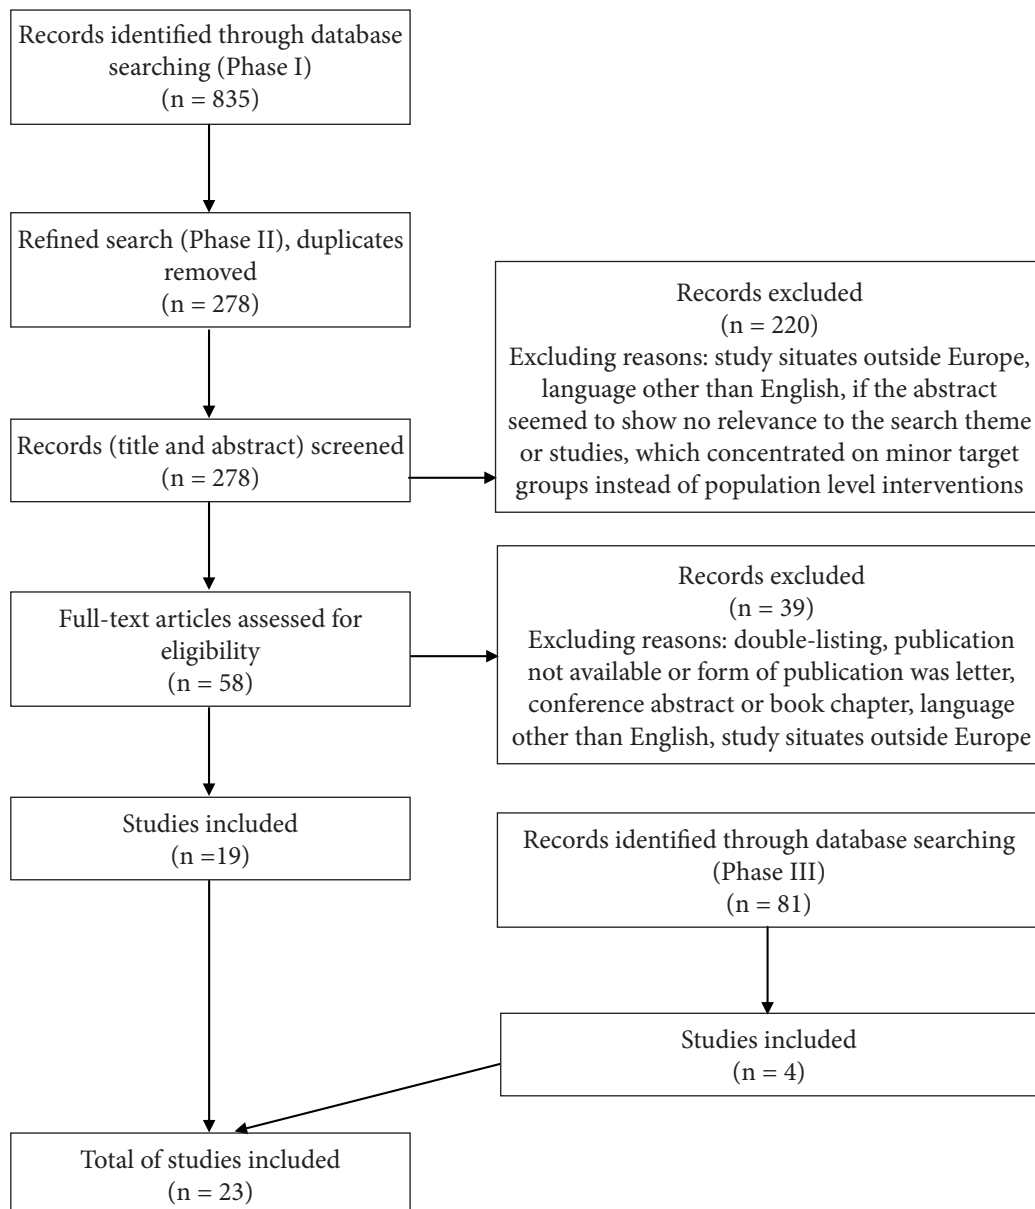 Records identified through database
searching (Phase I)
(n = 835)
Refined search (Phase II), duplicates
removed
(n = 278)
Records excluded
(n = 220)
Excluding reasons: study situates outside Europe,
language other than English, if the abstract
seemed to show no relevance to the search theme
or studies, which concentrated on minor target
groups instead of population level interventions
Records (title and abstract) screened
(n = 278)
Records excluded
(n = 39)
Excluding reasons: double-listing, publication
not available or form of publication was letter,
conference abstract or book chapter, language
other than English, study situates outside Europe
Full-text articles assessed for
eligibility
(n = 58)
Studies included
(n =19)
Records identified through database searching
(Phase III)
(n = 81)
Studies included
(n = 4)
Total of studies included
(n = 23)